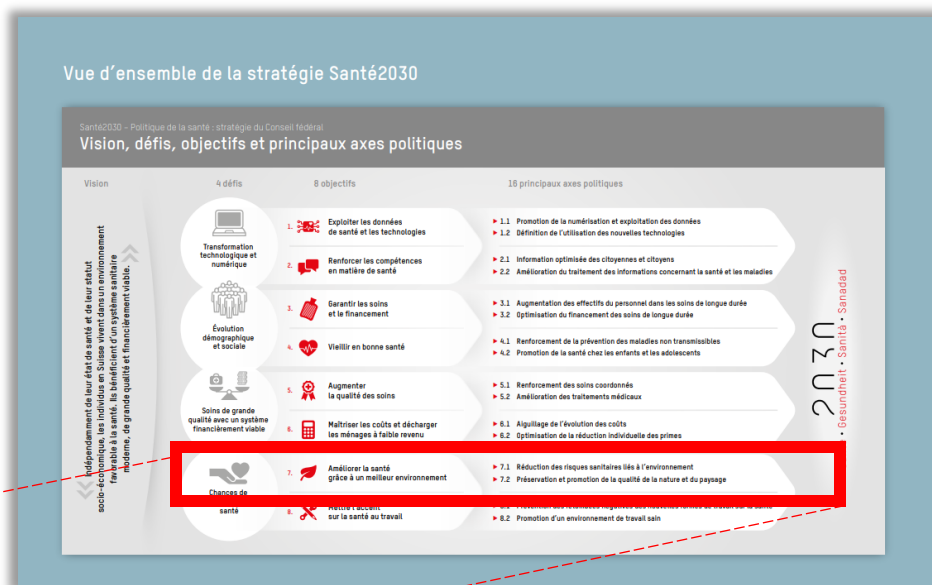 Vue d'ensemble de la stratégie Santé2030
Santé2030 – Politique de la santé : stratégie du Conseil fédéral
Vision, défis, objectifs et principaux axes politiques
Vision
4 défis
8 objectifs
16 principaux axes politiques
Indépendamment de leur état de santé et de leur statut
socio-économique, les individus en Suisse vivent dans un environnement
favorable à la santé. Ils bénéficient d'un système sanitaire
moderne, de grande qualité et financièrement viable.
Transformation
technologique et
numérique
1. Exploiter les données
de santé et les technologies
▶ 1.1 Promotion de la numérisation et exploitation des données
▶ 1.2 Définition de l'utilisation des nouvelles technologies
2. Renforcer les compétences
en matière de santé
▶ 2.1 Information optimisée des citoyennes et citoyens
▶ 2.2 Amélioration du traitement des informations concernant la santé et les maladies
Évolution
démographique
et sociale
3. Garantir les soins
et le financement
▶ 3.1 Augmentation des effectifs du personnel dans les soins de longue durée
▶ 3.2 Optimisation du financement des soins de longue durée
4. Vieillir en bonne santé
▶ 4.1 Renforcement de la prévention des maladies non transmissibles
▶ 4.2 Promotion de la santé chez les enfants et les adolescents
Soins de grande
qualité avec un système
financièrement viable
5. Augmenter
la qualité des soins
▶ 5.1 Renforcement des soins coordonnés
▶ 5.2 Amélioration des traitements médicaux
6. Maîtriser les coûts et décharger
les ménages à faible revenu
▶ 6.1 Aiguillage de l'évolution des coûts
▶ 6.2 Optimisation de la réduction individuelle des primes
Chances de
santé
7. Améliorer la santé
grâce à un meilleur environnement
▶ 7.1 Réduction des risques sanitaires liés à l'environnement
▶ 7.2 Préservation et promotion de la qualité de la nature et du paysage
8. Mettre l'accent
sur la santé au travail
▶ 8.2 Promotion d'un environnement de travail sain
2030
• Gesundheit • Sanità • Sanadad